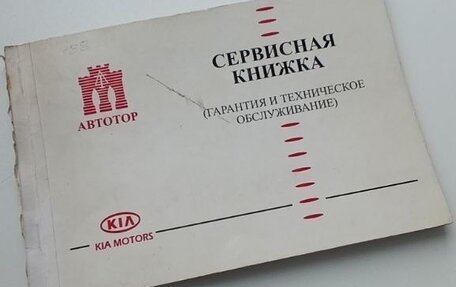 АВТОТОР
СЕРВИСНАЯ
КНИЖКА
(ГАРАНТИЯ И ТЕХНИЧЕСКОЕ
ОБСЛУЖИВАНИЕ)
KIA
KIA MOTORS